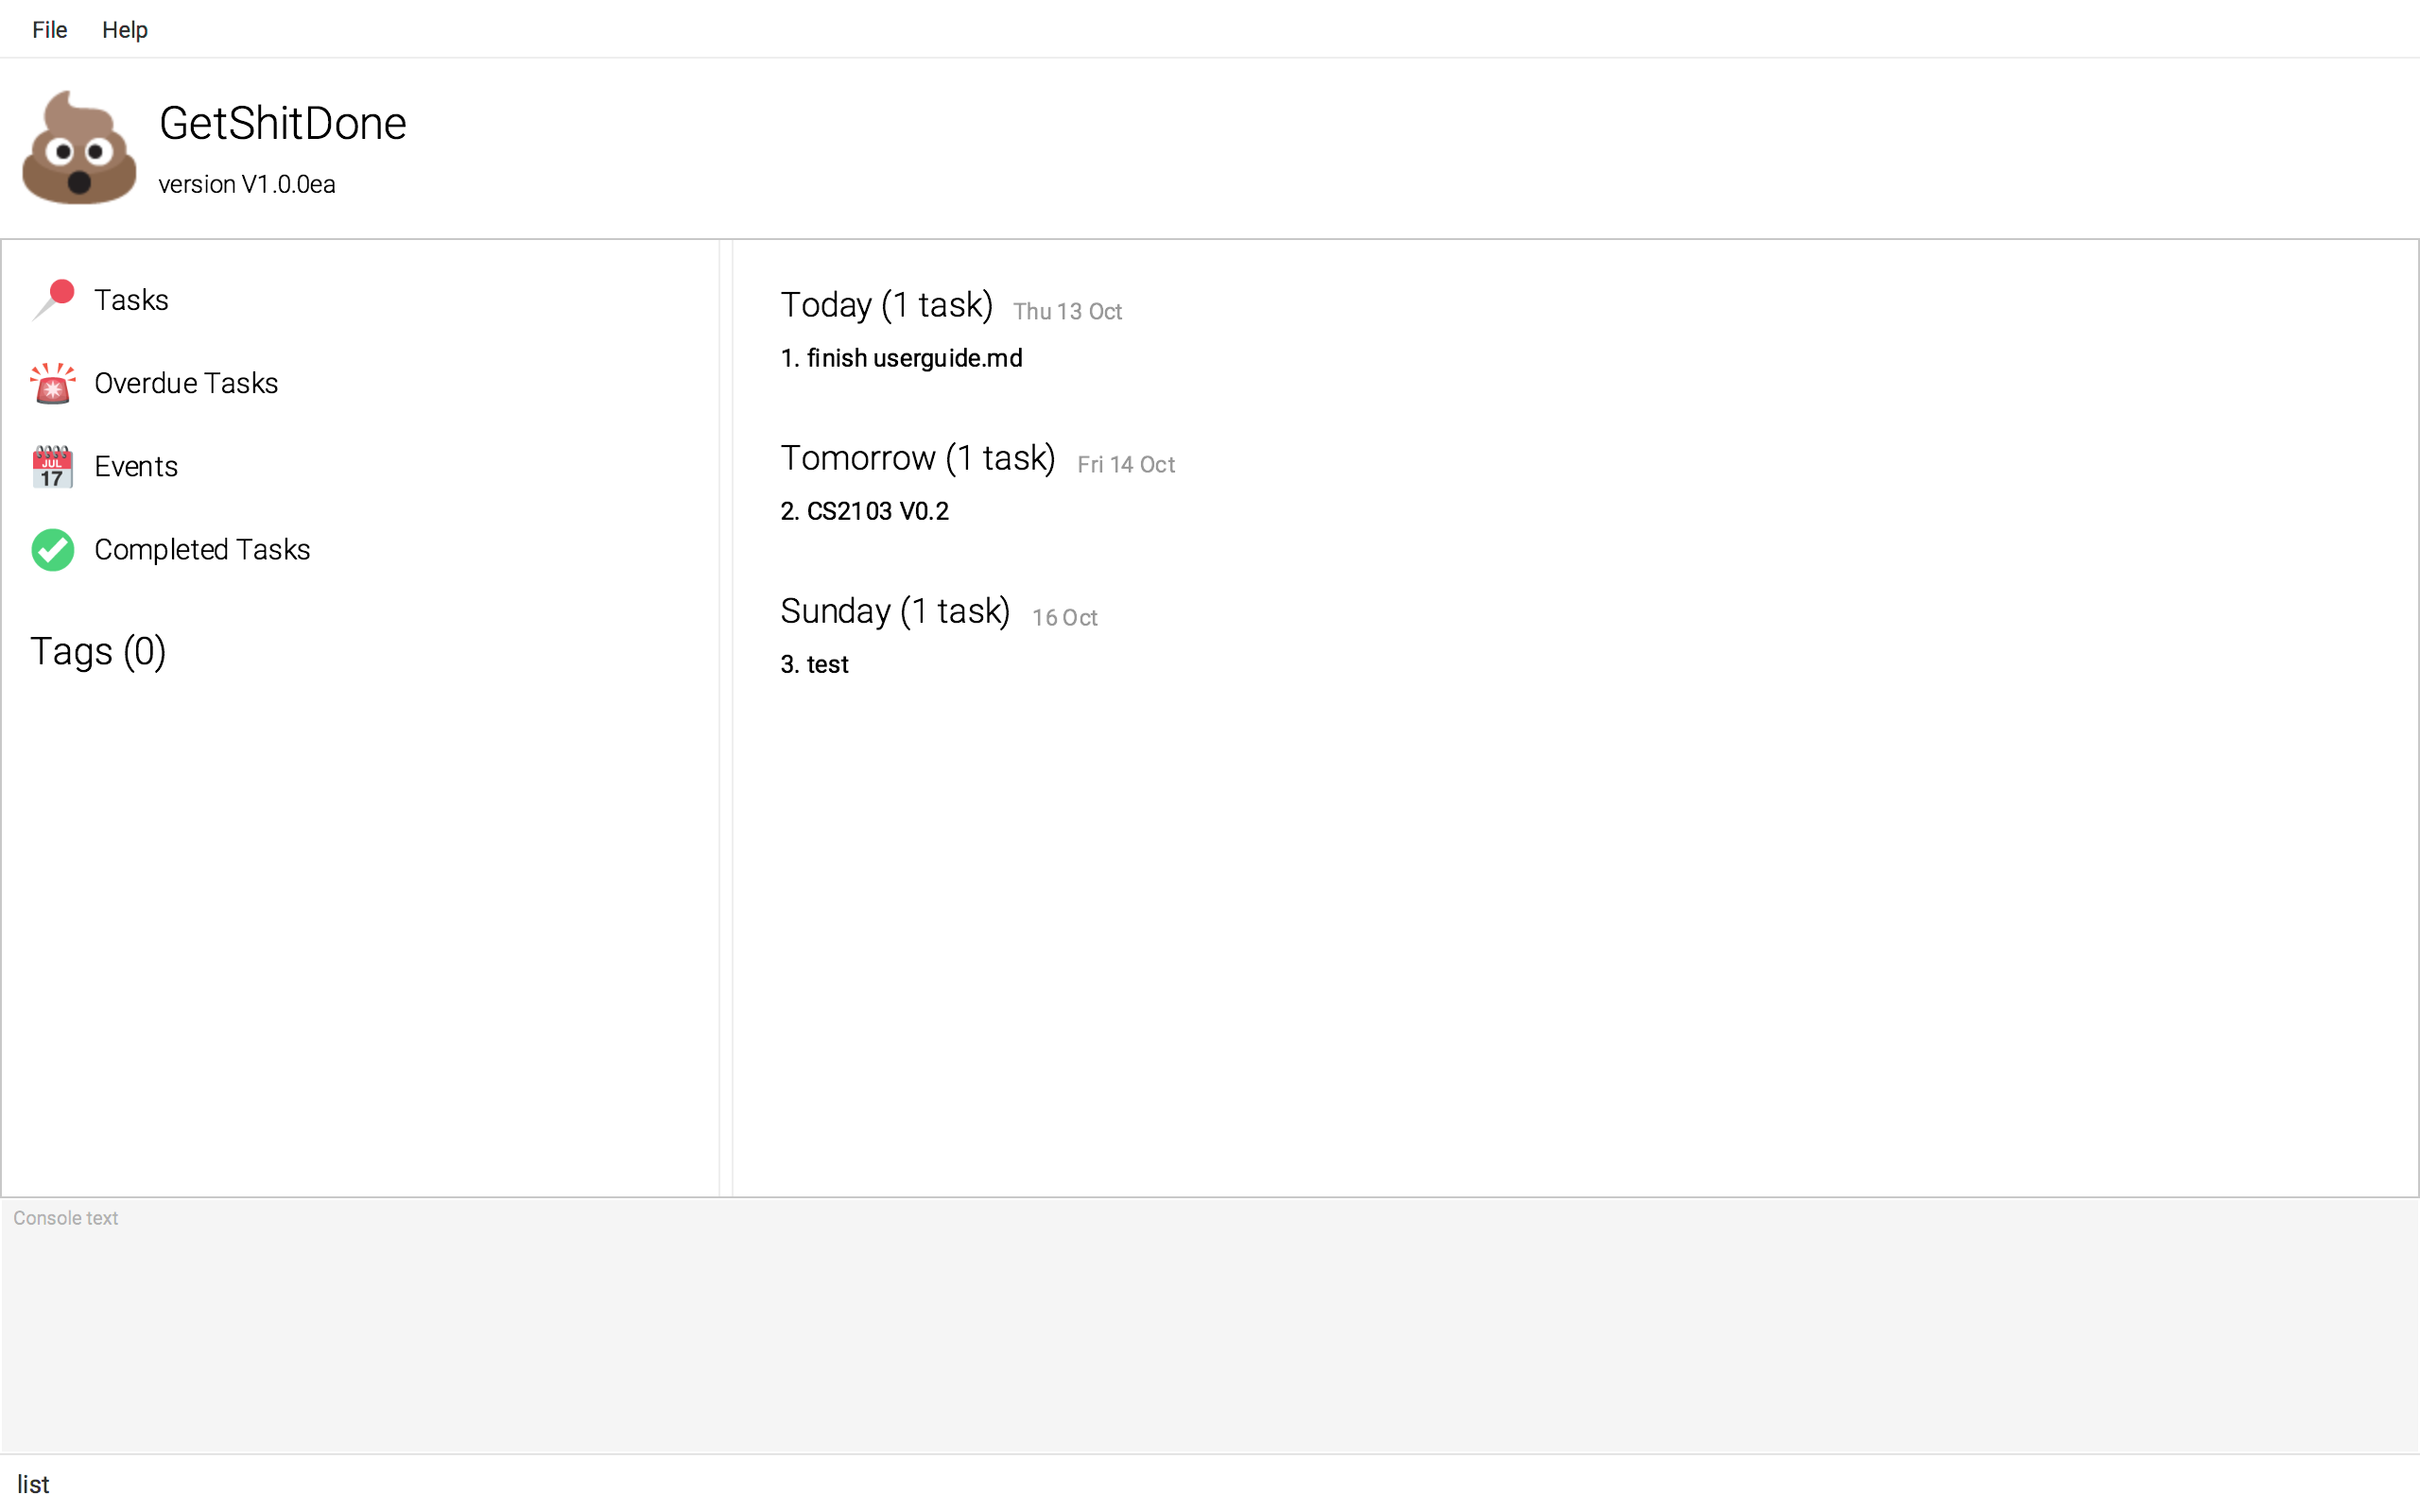 File Help
GetShitDone
version V1.0.0ea
Tasks
Overdue Tasks
JUL
17
Events
Completed Tasks
Tags (0)
Today (1 task) Thu 13 Oct
1. finish userguide.md
Tomorrow (1 task) Fri 14 Oct
2. CS2103 V0.2
Sunday (1 task) 16 Oct
3. test
Console text
list